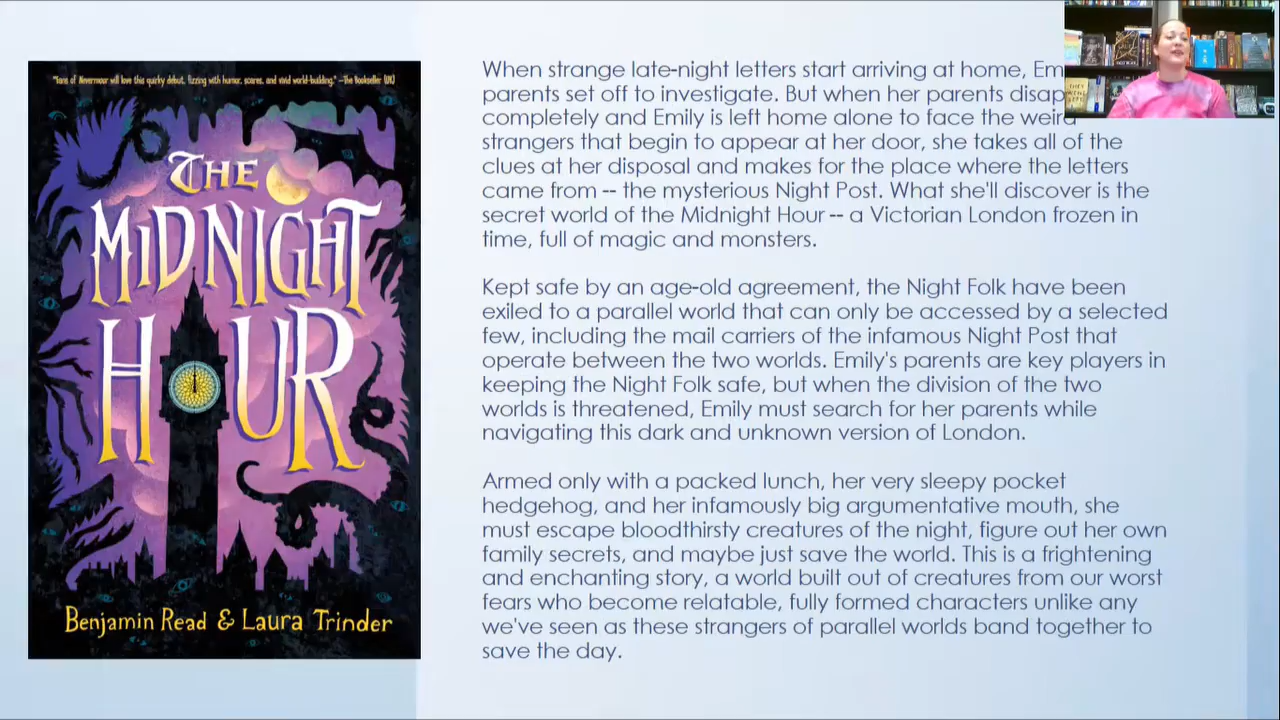 "Fans of Nevermoor will love this quirky debut, fizzing with humor, scares, and vivid world-building." —The Bookseller (UK)
THE
MIDNIGHT
HOUR
Benjamin Read & Laura Trinder
When strange late-night letters start arriving at home, Em
parents set off to investigate. But when her parents disap
completely and Emily is left home alone to face the weird
strangers that begin to appear at her door, she takes all of the
clues at her disposal and makes for the place where the letters
came from -- the mysterious Night Post. What she'll discover is the
secret world of the Midnight Hour -- a Victorian London frozen in
time, full of magic and monsters.
Kept safe by an age-old agreement, the Night Folk have been
exiled to a parallel world that can only be accessed by a selected
few, including the mail carriers of the infamous Night Post that
operate between the two worlds. Emily's parents are key players in
keeping the Night Folk safe, but when the division of the two
worlds is threatened, Emily must search for her parents while
navigating this dark and unknown version of London.
Armed only with a packed lunch, her very sleepy pocket
hedgehog, and her infamously big argumentative mouth, she
must escape bloodthirsty creatures of the night, figure out her own
family secrets, and maybe just save the world. This is a frightening
and enchanting story, a world built out of creatures from our worst
fears who become relatable, fully formed characters unlike any
we've seen as these strangers of parallel worlds band together to
save the day.